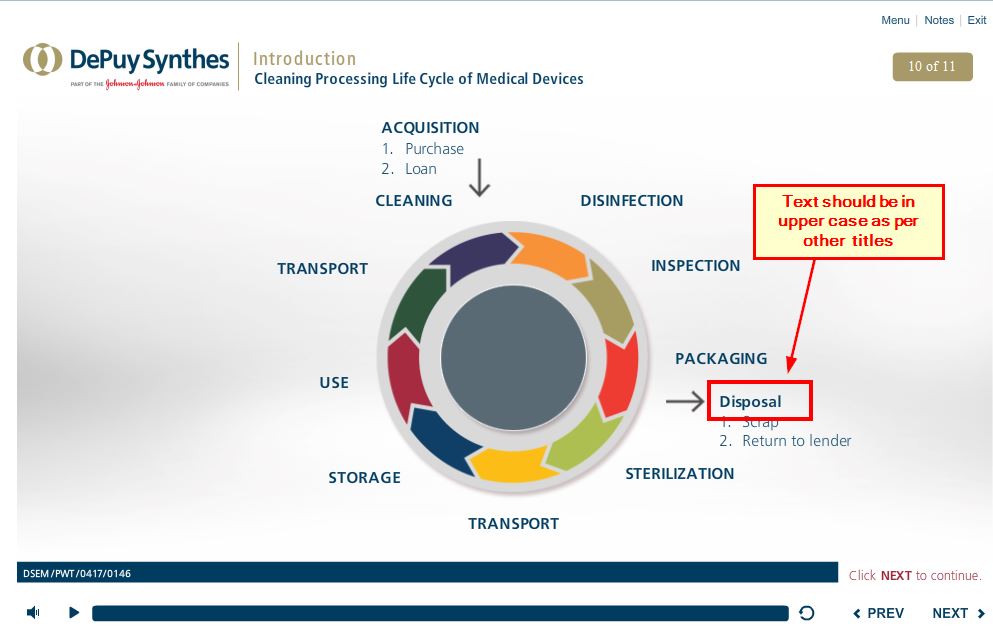 Menu | Notes | Exit
DePuy Synthes
PART OF THE Johnson & Johnson FAMILY OF COMPANIES
Introduction
Cleaning Processing Life Cycle of Medical Devices
10 of 11
ACQUISITION
1. Purchase
2. Loan
CLEANING
DISINFECTION
Text should be in
upper case as per
other titles
TRANSPORT
INSPECTION
PACKAGING
USE
Disposal
1. Scrap
2. Return to lender
STORAGE
STERILIZATION
TRANSPORT
DSEM/PWT/0417/0146
Click NEXT to continue.
PREV
NEXT